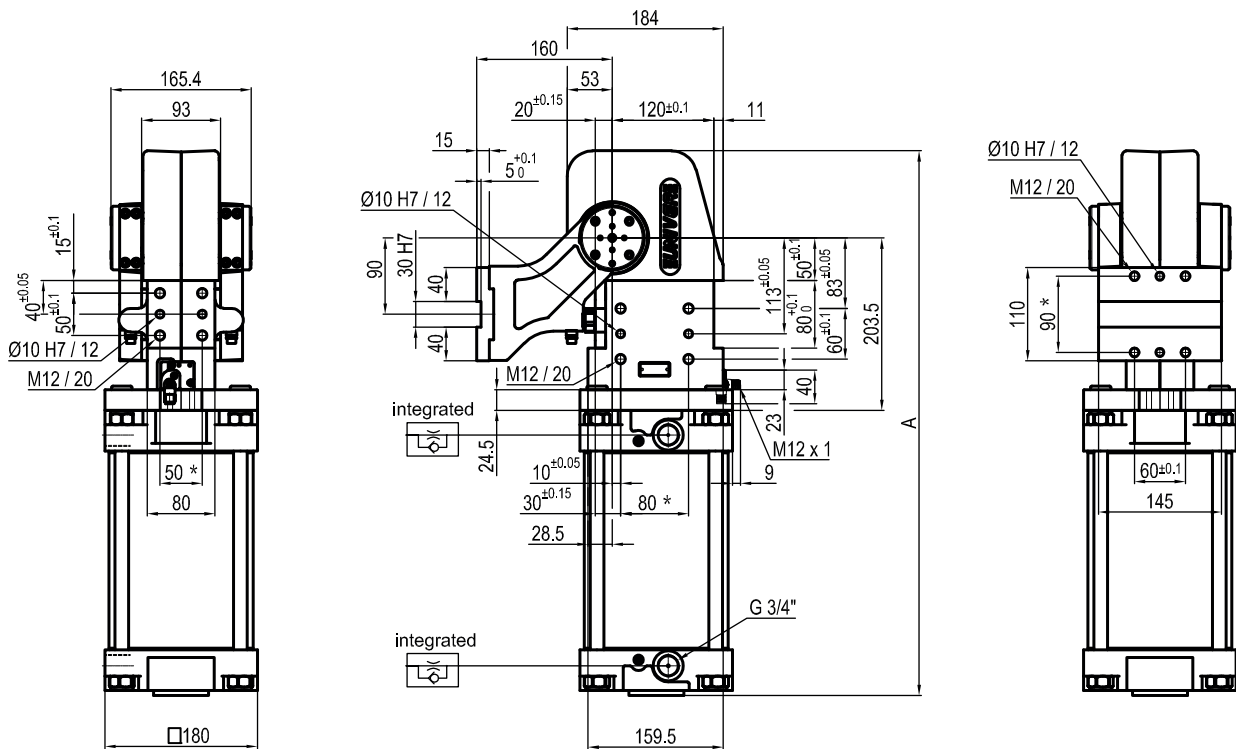 184
160
165.4
53
93
20±0.15
120±0.1
11
15
5 +0.1 0
Ø10 H7 / 12
Ø10 H7 / 12
M12 / 20
15±0.1
90
30 H7
40
40
40±0.05
50±0.1
Ø10 H7 / 12
M12 / 20
M12 / 20
113±0.05
50±0.1
80 +0.1 0
83±0.05
60±0.1
203.5
A
110
90 *
integrated
24.5
40
23
M12 x 1
9
50 *
80
10±0.05
30±0.15
80 *
28.5
60±0.1
145
integrated
G 3/4"
□180
159.5